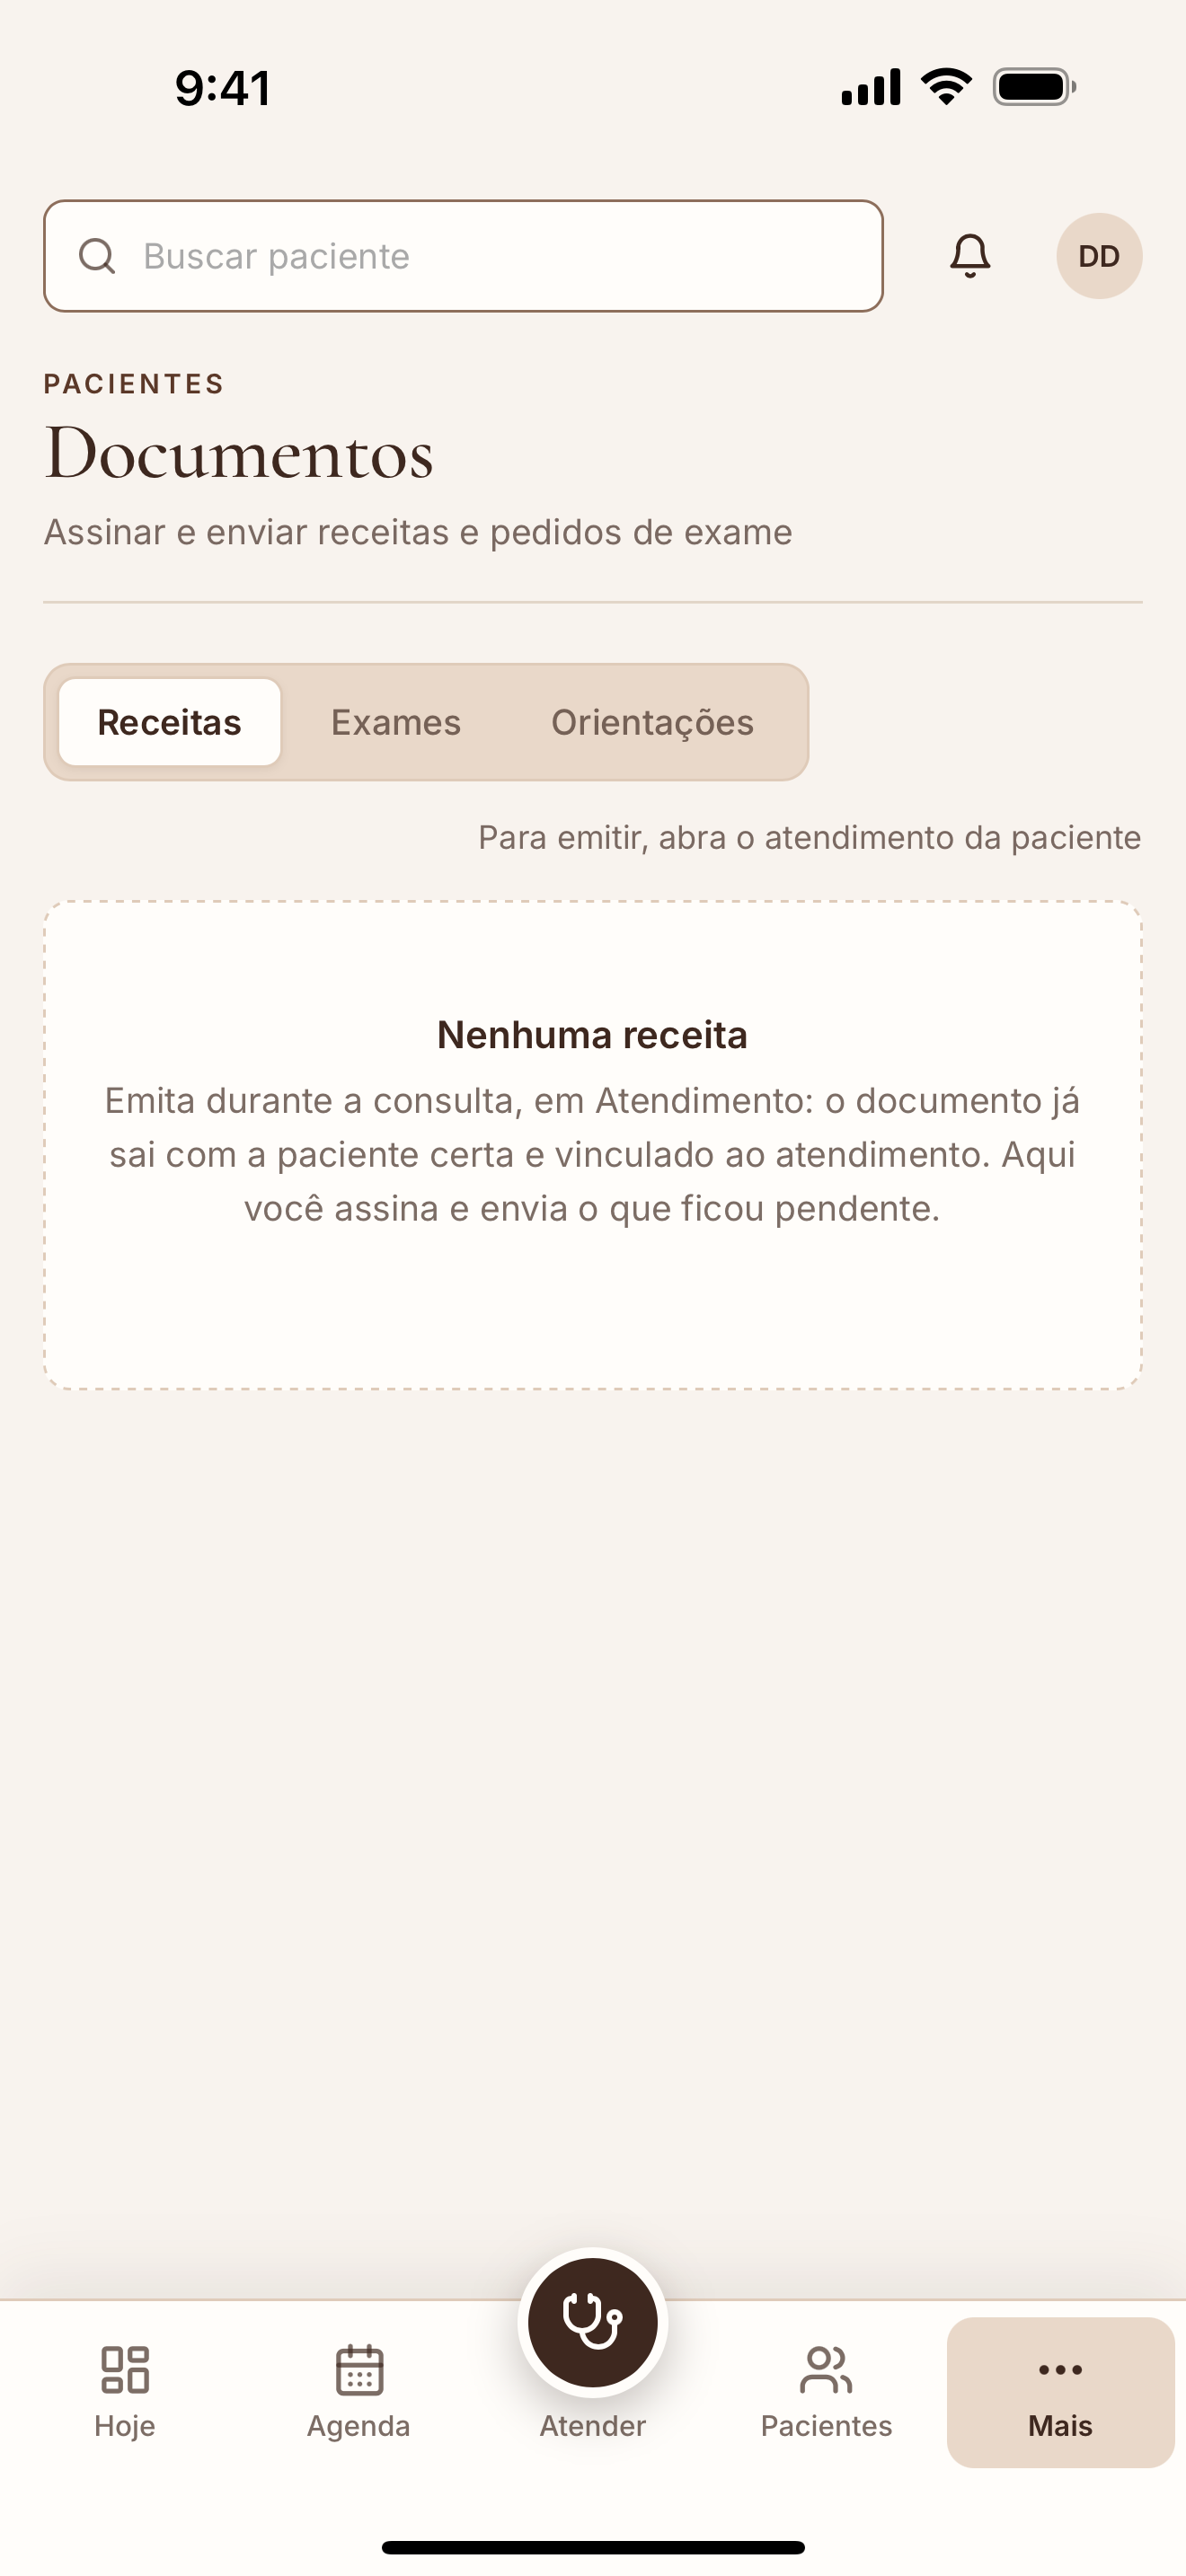 9:41
Buscar paciente
DD
PACIENTES
Documentos
Assinar e enviar receitas e pedidos de exame
Receitas
Exames
Orientações
Para emitir, abra o atendimento da paciente
Nenhuma receita
Emita durante a consulta, em Atendimento: o documento já
sai com a paciente certa e vinculado ao atendimento. Aqui
você assina e envia o que ficou pendente.
Hoje
Agenda
Atender
Pacientes
Mais